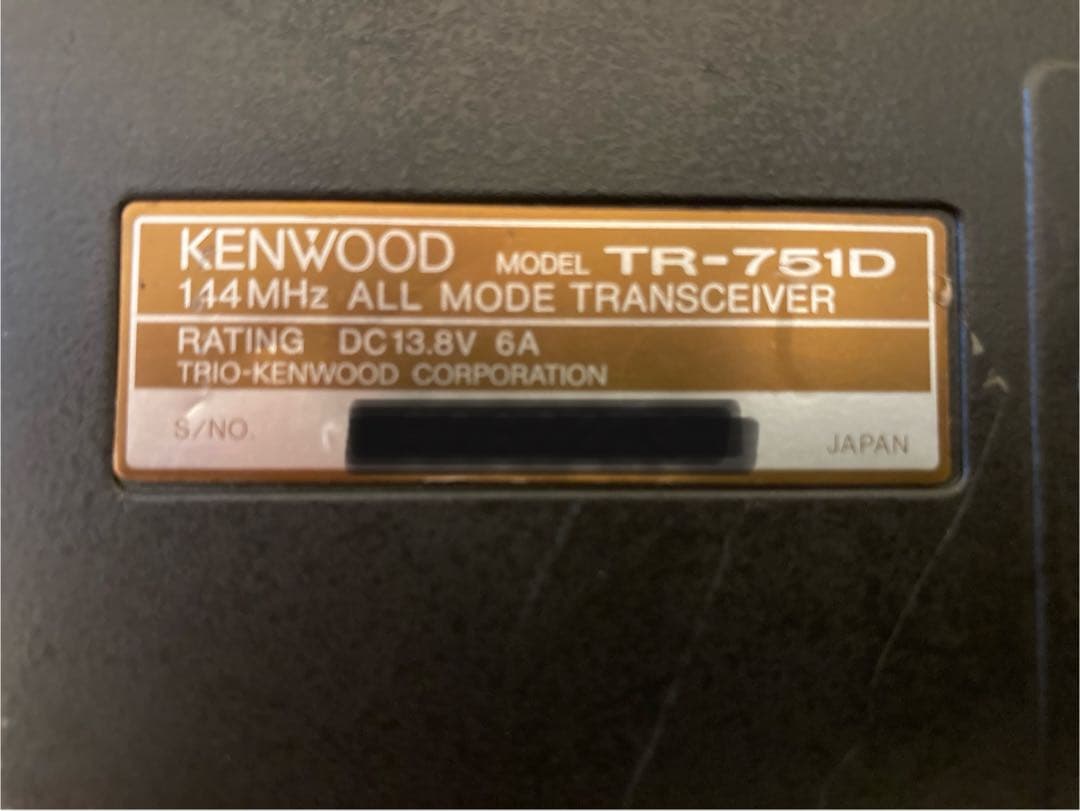 KENWOOD MODEL TR-751D
144MHz ALL MODE TRANSCEIVER
RATING DC13.8V 6A
TRIO-KENWOOD CORPORATION
S/NO.
JAPAN